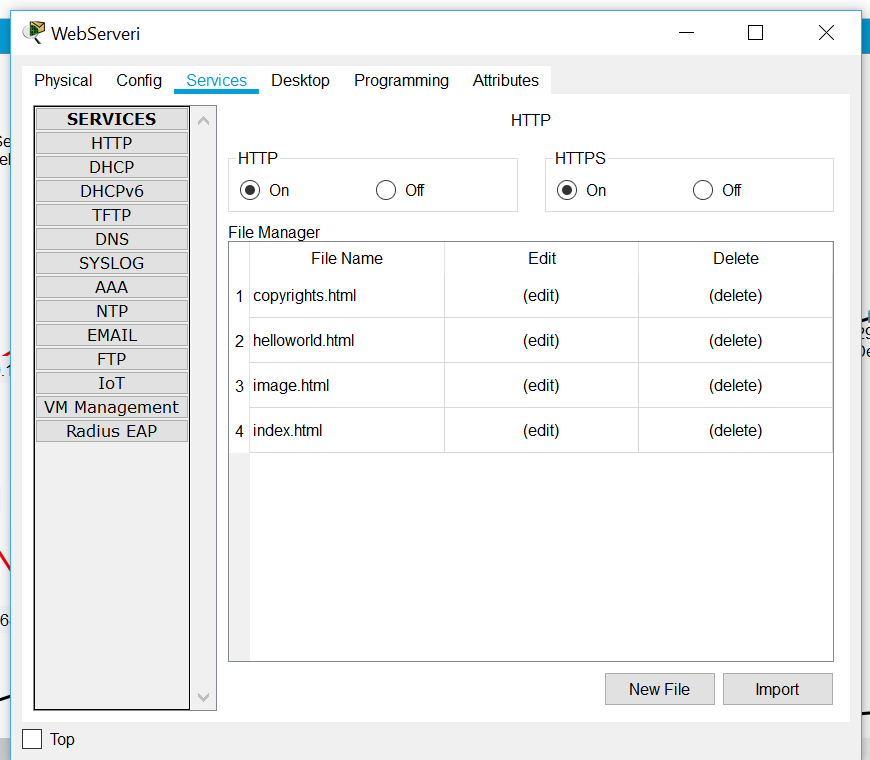 WebServeri
Physical Config Services Desktop Programming Attributes
SERVICES
HTTP
DHCP
DHCPv6
TFTP
DNS
SYSLOG
AAA
NTP
EMAIL
FTP
IoT
VM Management
Radius EAP
HTTP
HTTP
On Off
HTTPS
On Off
File Manager
File Name Edit Delete
1 copyrights.html (edit) (delete)
2 helloworld.html (edit) (delete)
3 image.html (edit) (delete)
4 index.html (edit) (delete)
New File Import
Top